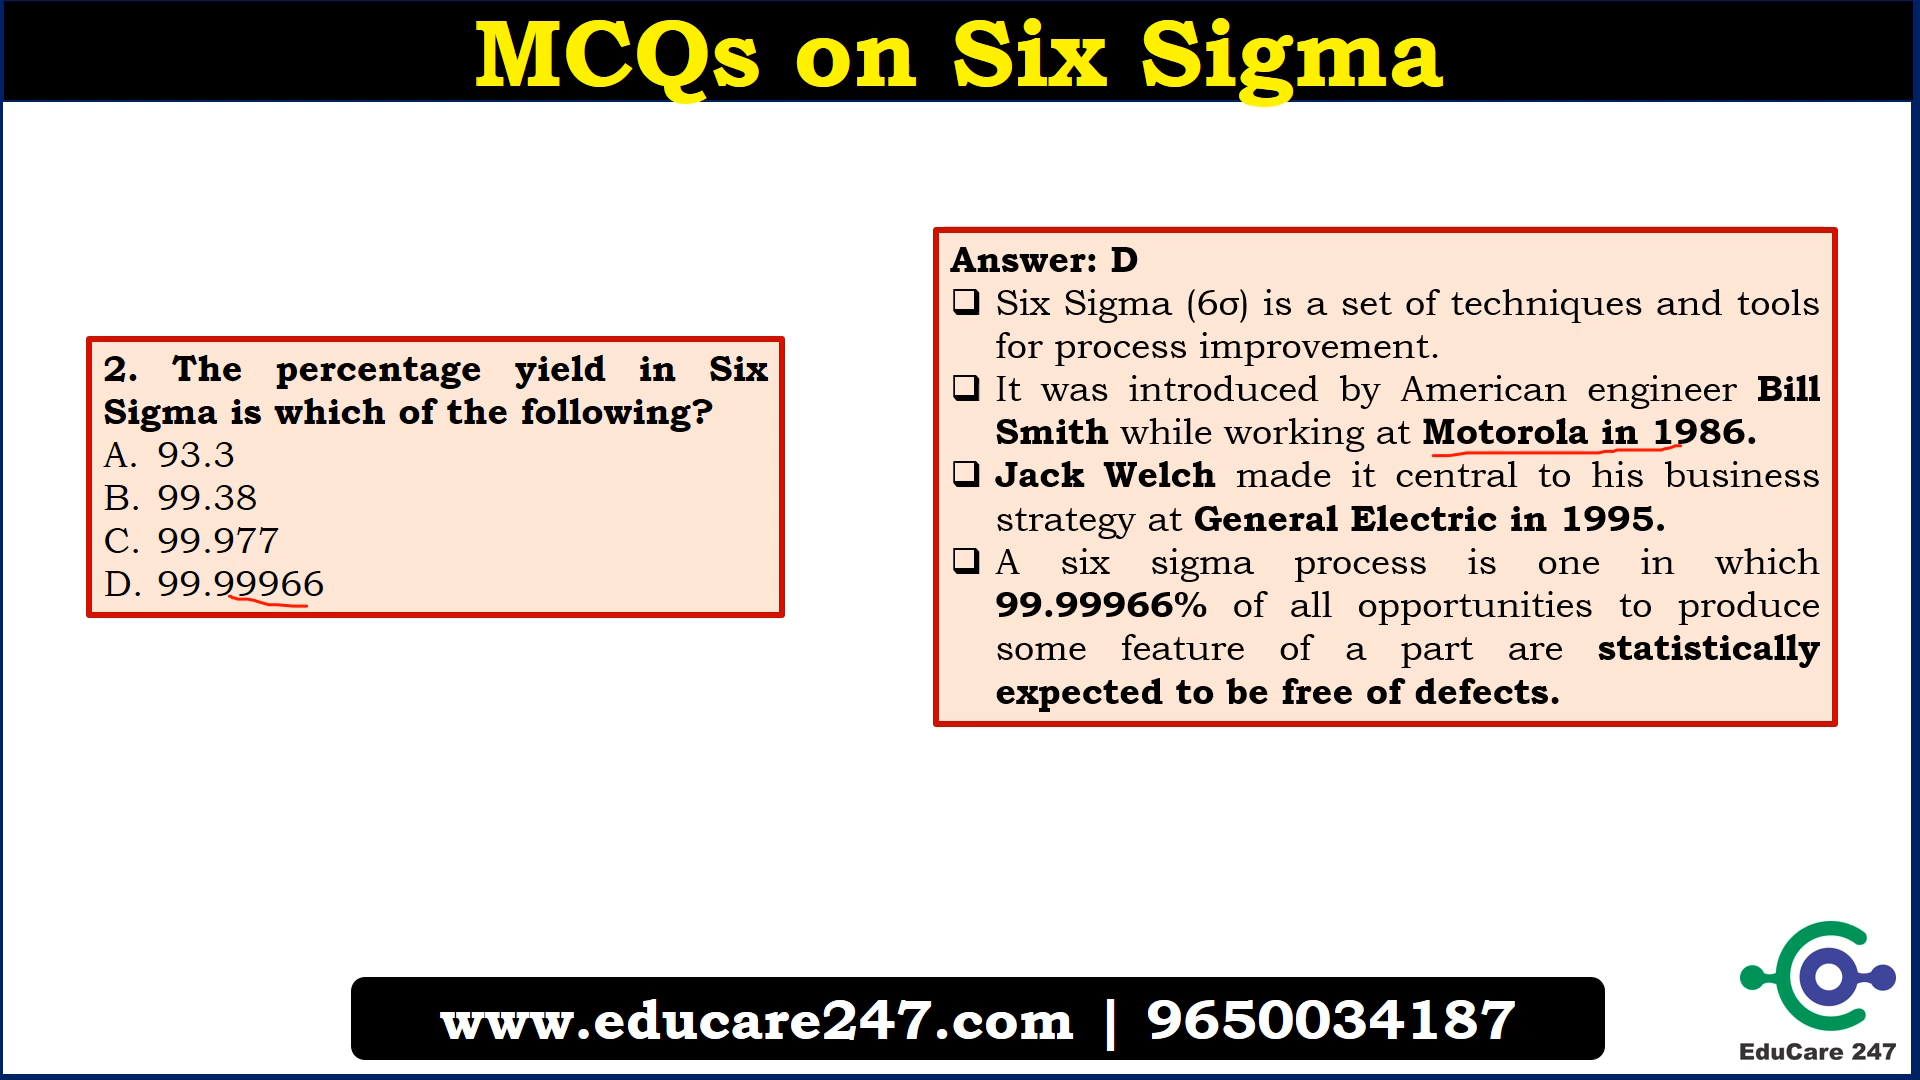 MCQs on Six Sigma
2. The percentage yield in Six
Sigma is which of the following?
A. 93.3
B. 99.38
C. 99.977
D. 99.99966
Answer: D
❑ Six Sigma (6σ) is a set of techniques and tools
for process improvement.
❑ It was introduced by American engineer Bill
Smith while working at Motorola in 1986.
❑ Jack Welch made it central to his business
strategy at General Electric in 1995.
❑ A six sigma process is one in which
99.99966% of all opportunities to produce
some feature of a part are statistically
expected to be free of defects.
www.educare247.com | 9650034187
EduCare 247